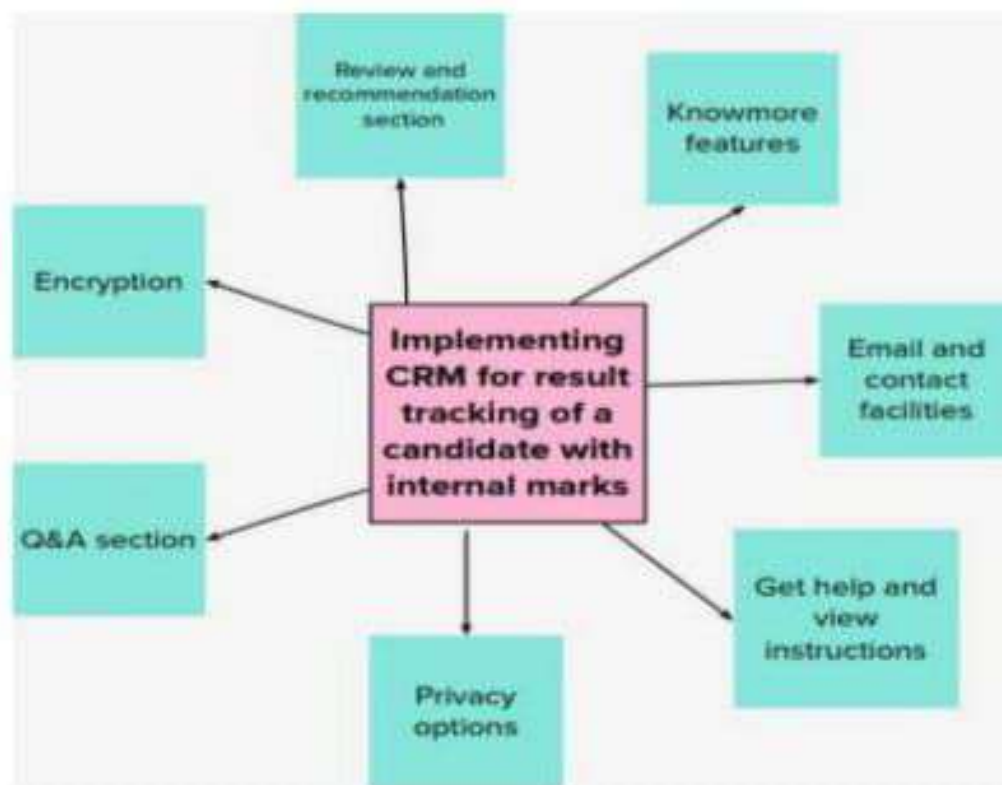 Review and
recommendation
section
Knowmore
features
Encryption
Implementing
CRM for result
tracking of a
candidate with
internal marks
Email and
contact
facilities
Q&A section
Get help and
view
instructions
Privacy
options